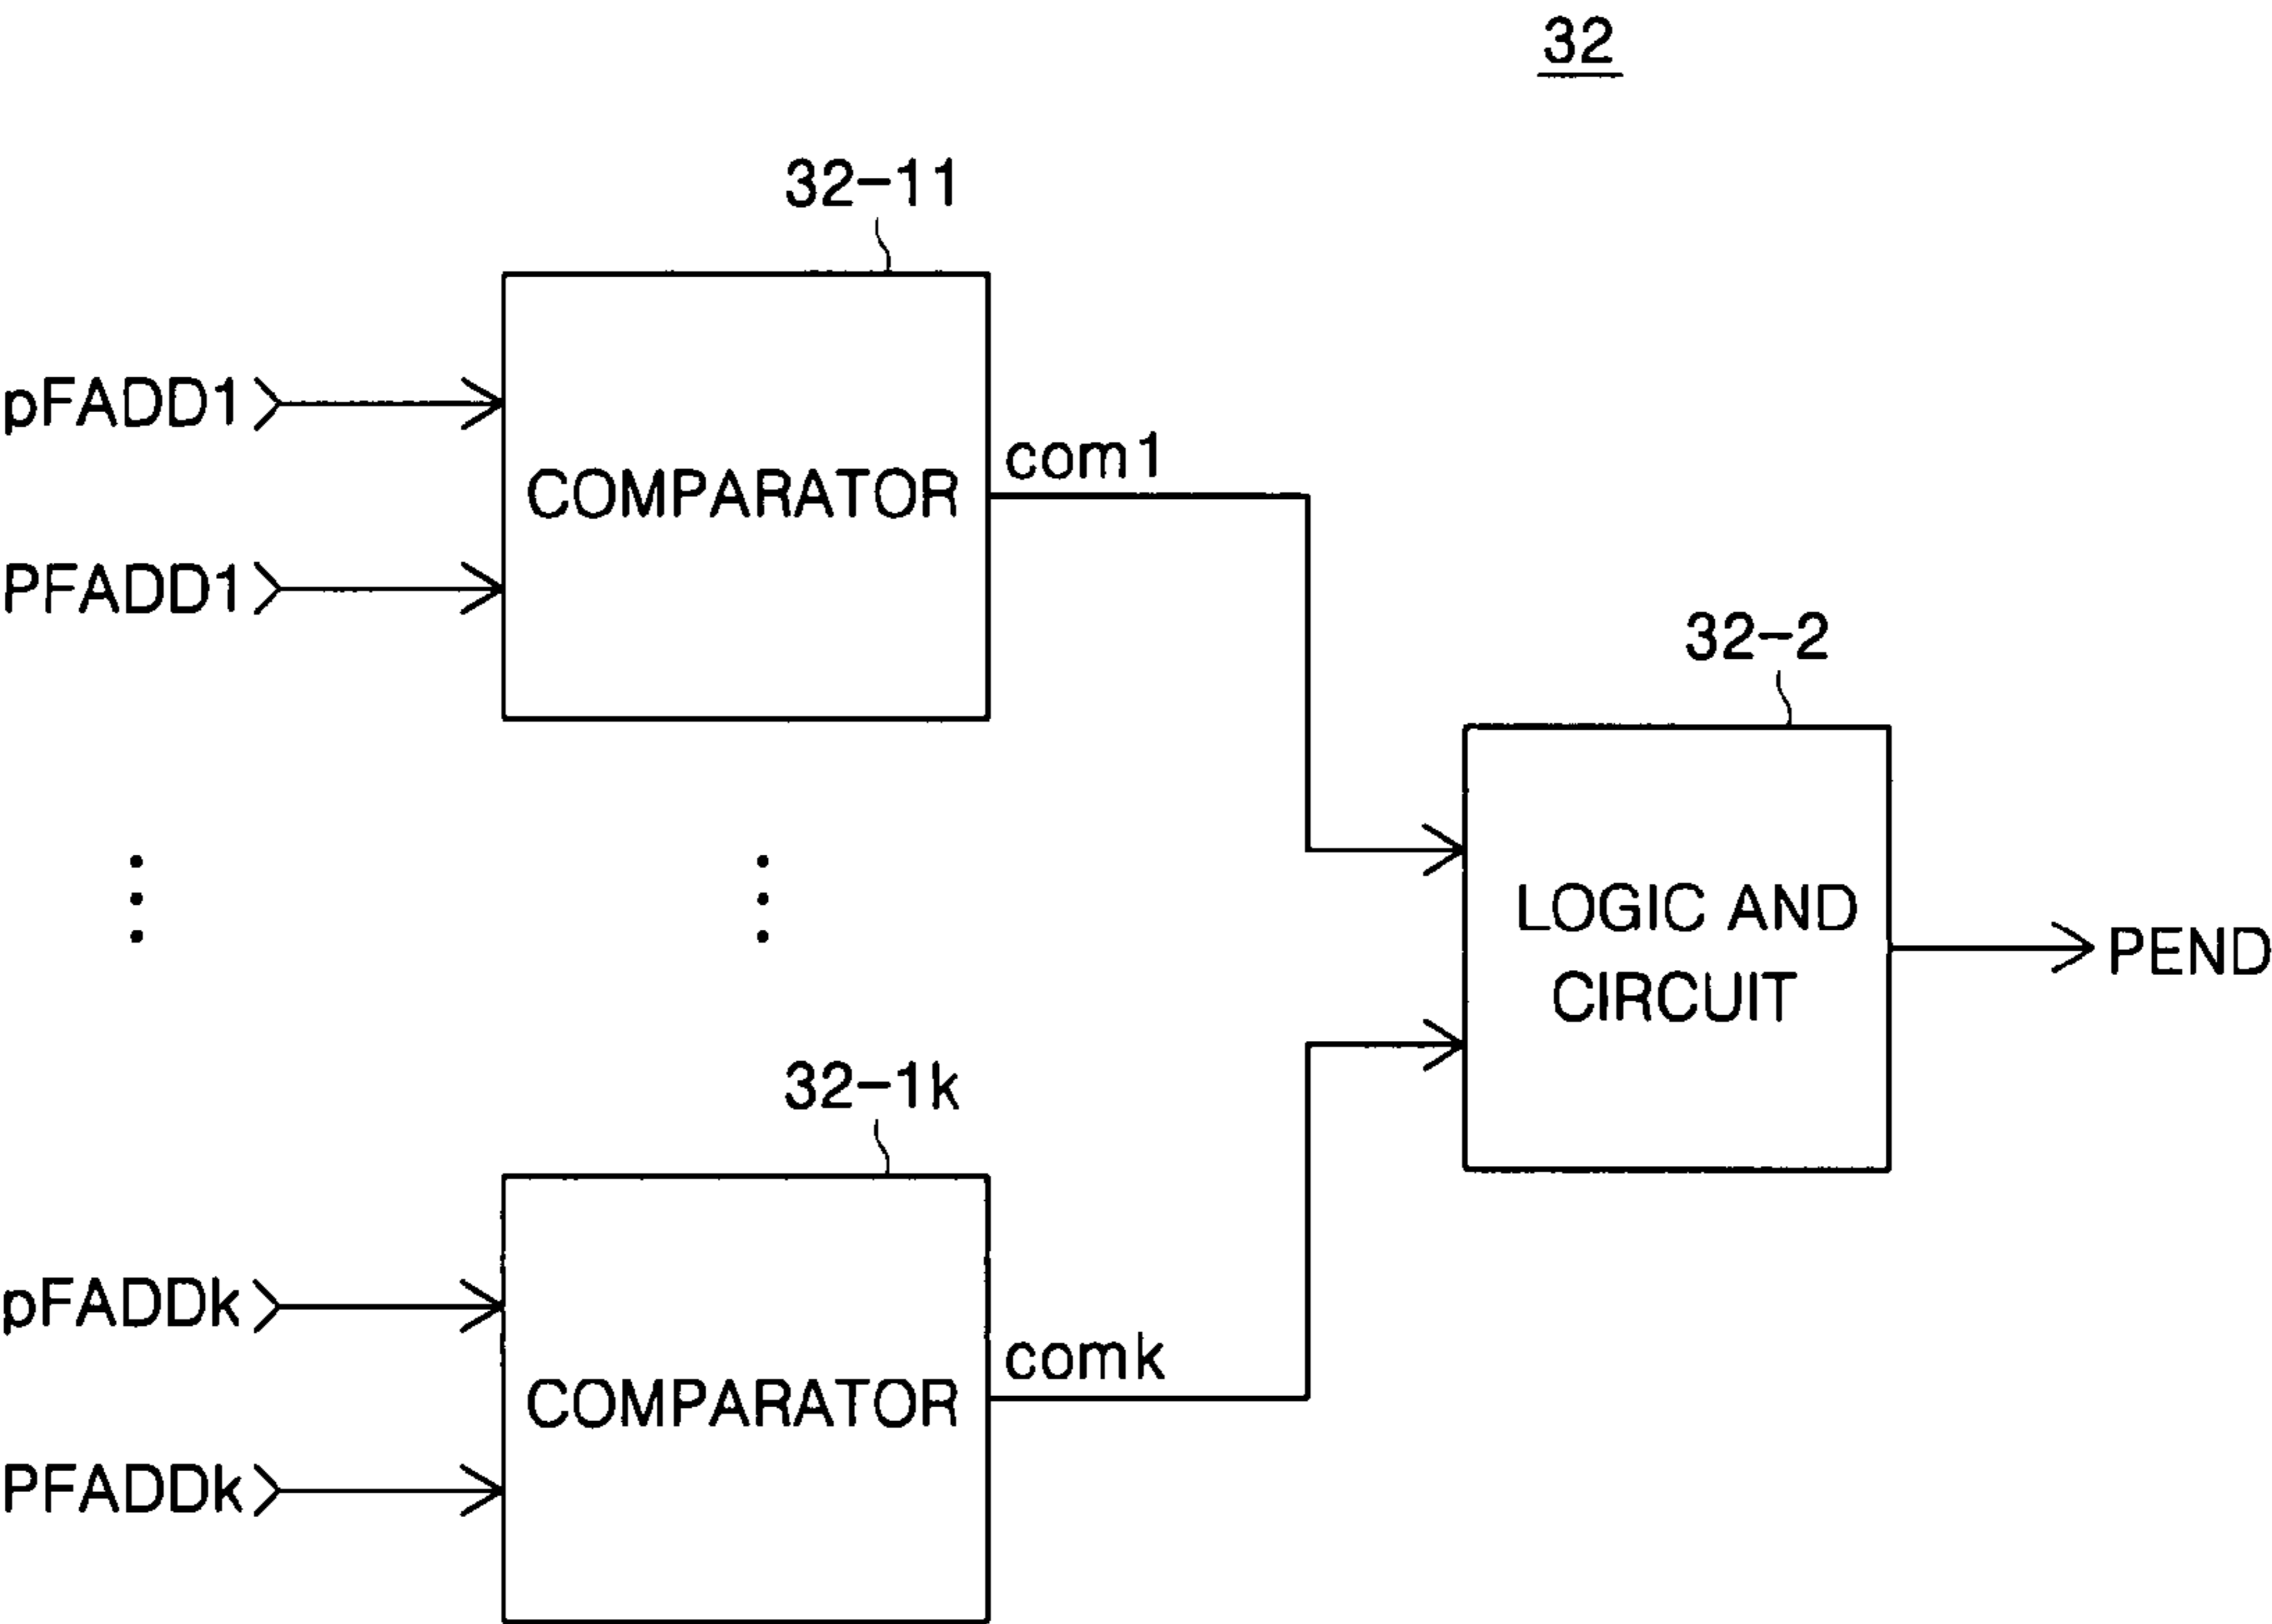 32
32-11
pFADD1
COMPARATOR
com1
PFADD1
32-2
LOGIC AND
CIRCUIT
PEND
32-1k
pFADDk
COMPARATOR
comk
PFADDk